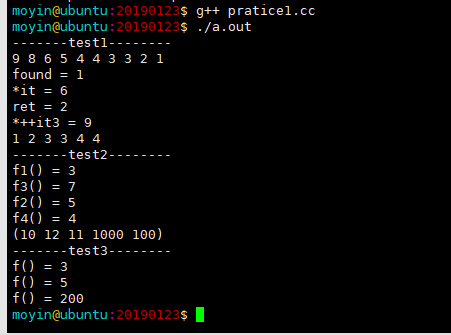 moyin@ubuntu:20190123$ g++ pratice1.cc
moyin@ubuntu:20190123$ ./a.out
-------test1--------
9 8 6 5 4 4 3 3 2 1
found = 1
*it = 6
ret = 2
*++it3 = 9
1 2 3 3 4 4
-------test2--------
f1() = 3
f3() = 7
f2() = 5
f4() = 4
(10 12 11 1000 100)
-------test3--------
f() = 3
f() = 5
f() = 200
moyin@ubuntu:20190123$